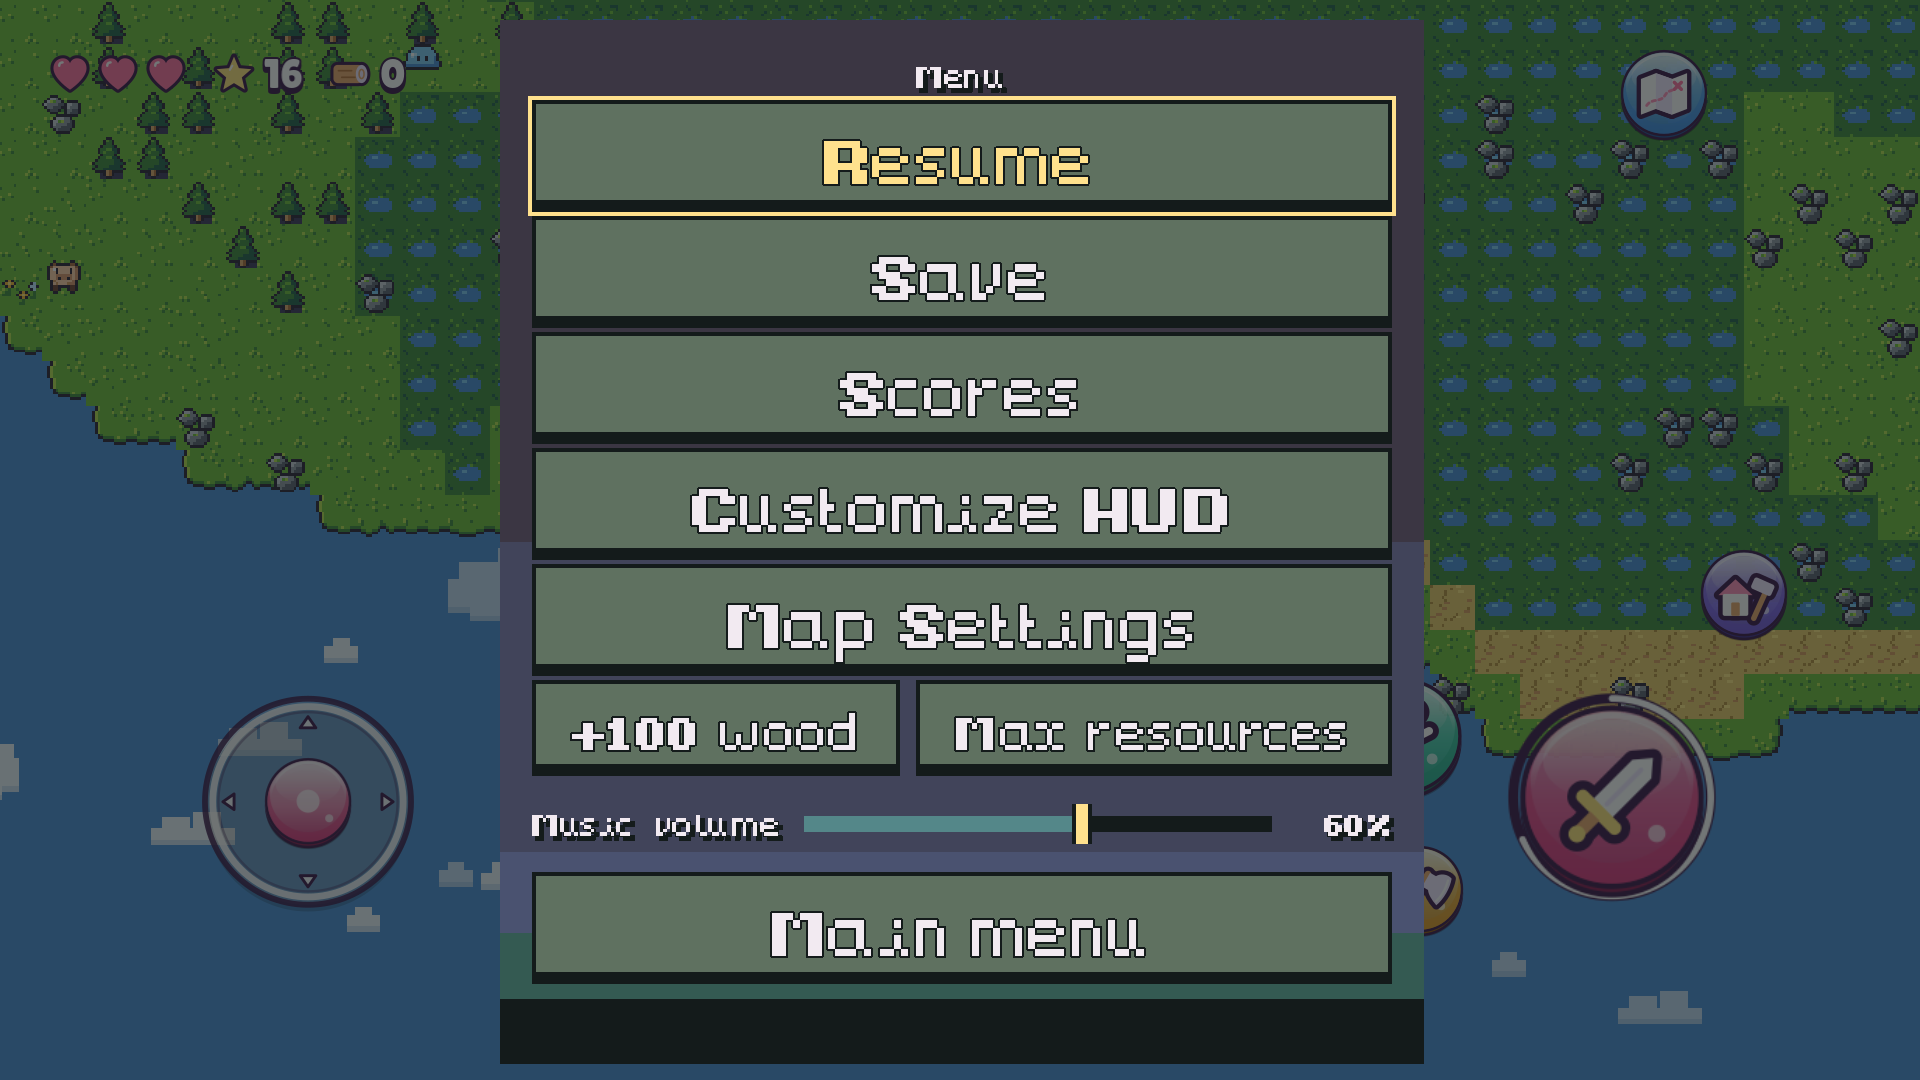 16 0
Menu
Resume
Save
Scores
Customize HUD
Map Settings
+100 wood
Max resources
Music volume 60%
Main menu